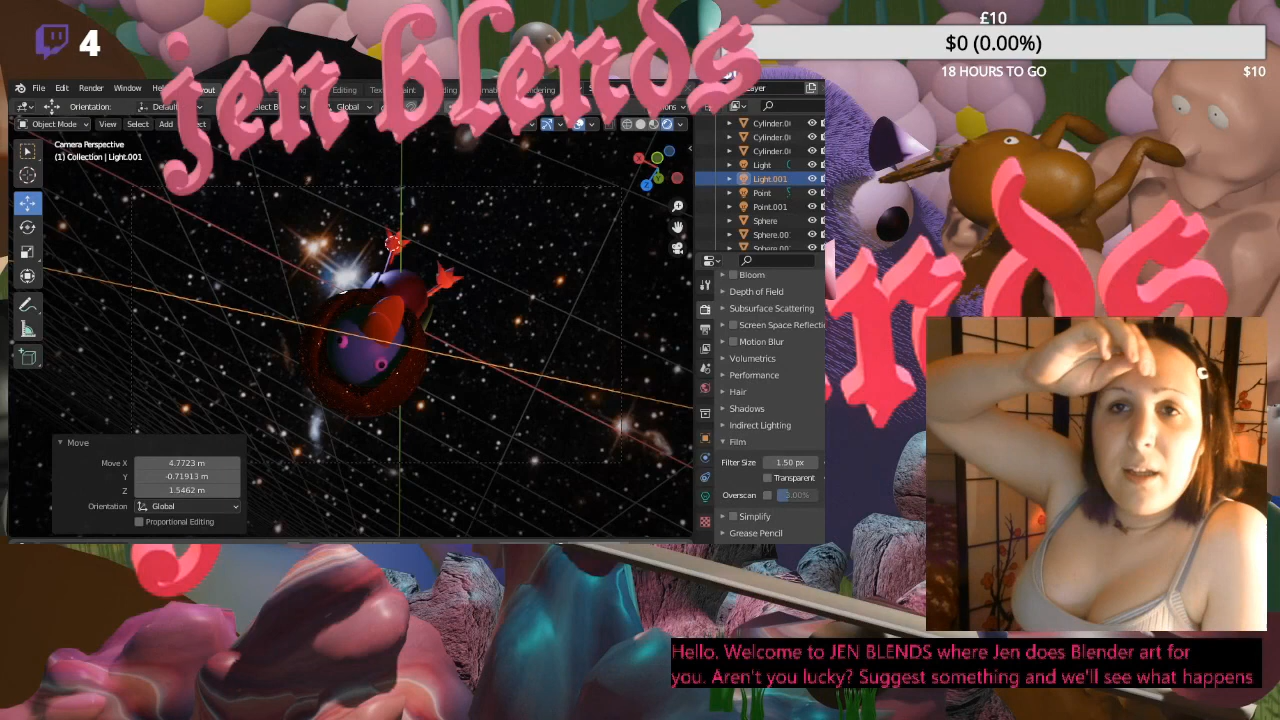 4
jen blends
£10
$0 (0.00%)
18 HOURS TO GO
$10
File Edit Render Window
Orientation:
Global
Object Mode View Select Add
Camera Perspective
(1) Collection | Light.001
X
Y
Z
Cylinder.0
Cylinder.0
Cylinder.0
Light
Light.001
Point
Point.001
Sphere
Sphere.00
Sphere.00
Bloom
Depth of Field
Subsurface Scattering
Screen Space Reflecti
Motion Blur
Volumetrics
Performance
Hair
Shadows
Indirect Lighting
Film
Filter Size 1.50 px
Transparent
Overscan 3.00%
Simplify
Grease Pencil
Move
Move X 4.7723 m
Y -0.71913 m
Z 1.5462 m
Orientation Global
Proportional Editing
Hello. Welcome to JEN BLENDS where Jen does Blender art for
you. Aren't you lucky? Suggest something and we'll see what happens